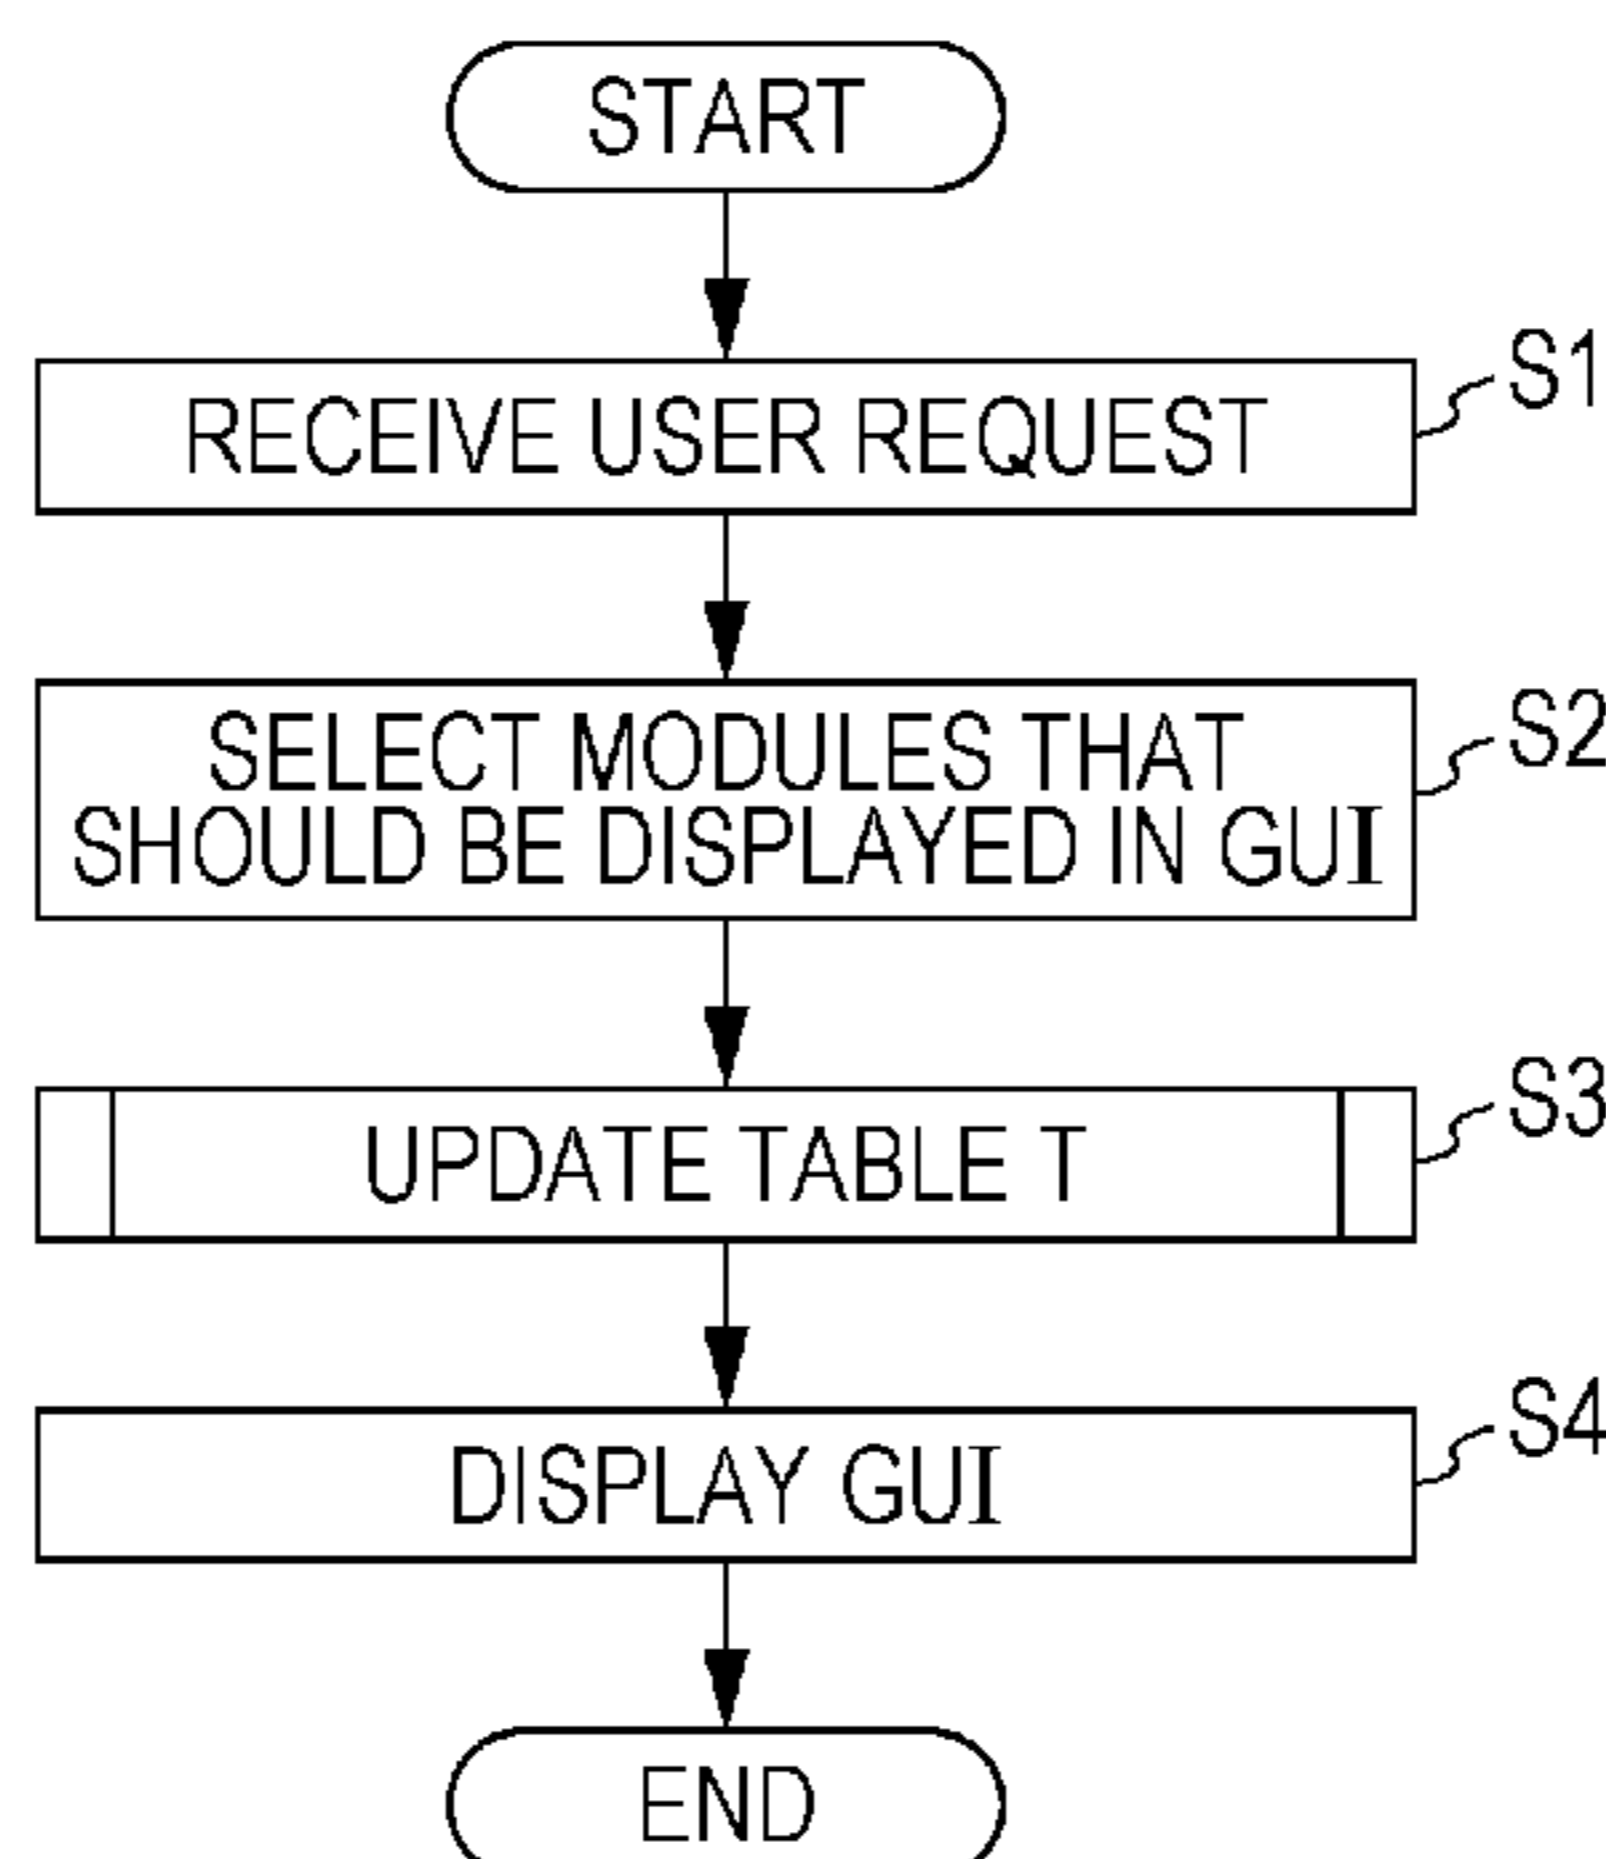 START
RECEIVE USER REQUEST
S1
SELECT MODULES THAT
SHOULD BE DISPLAYED IN GUI
S2
UPDATE TABLE T
S3
DISPLAY GUI
S4
END